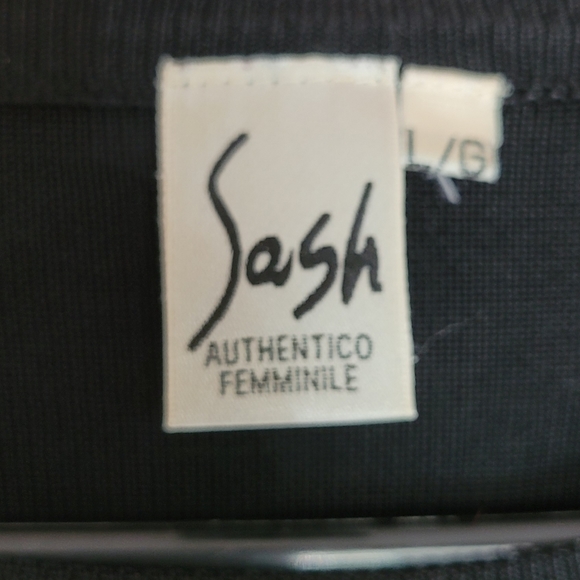 Sash
AUTHENTICO
FEMMINILE
L/G